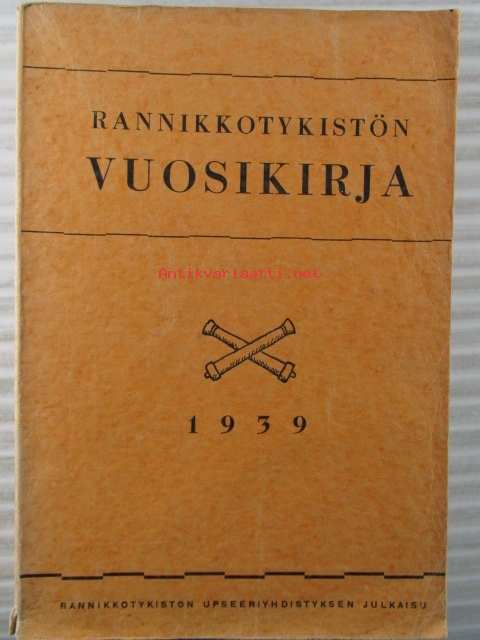 RANNIKKOTYKISTÖN
VUOSIKIRJA
Antikvariaatti.net
1939
RANNIKKOTYKISTÖN UPSEERIYHDISTYKSEN JULKAISU